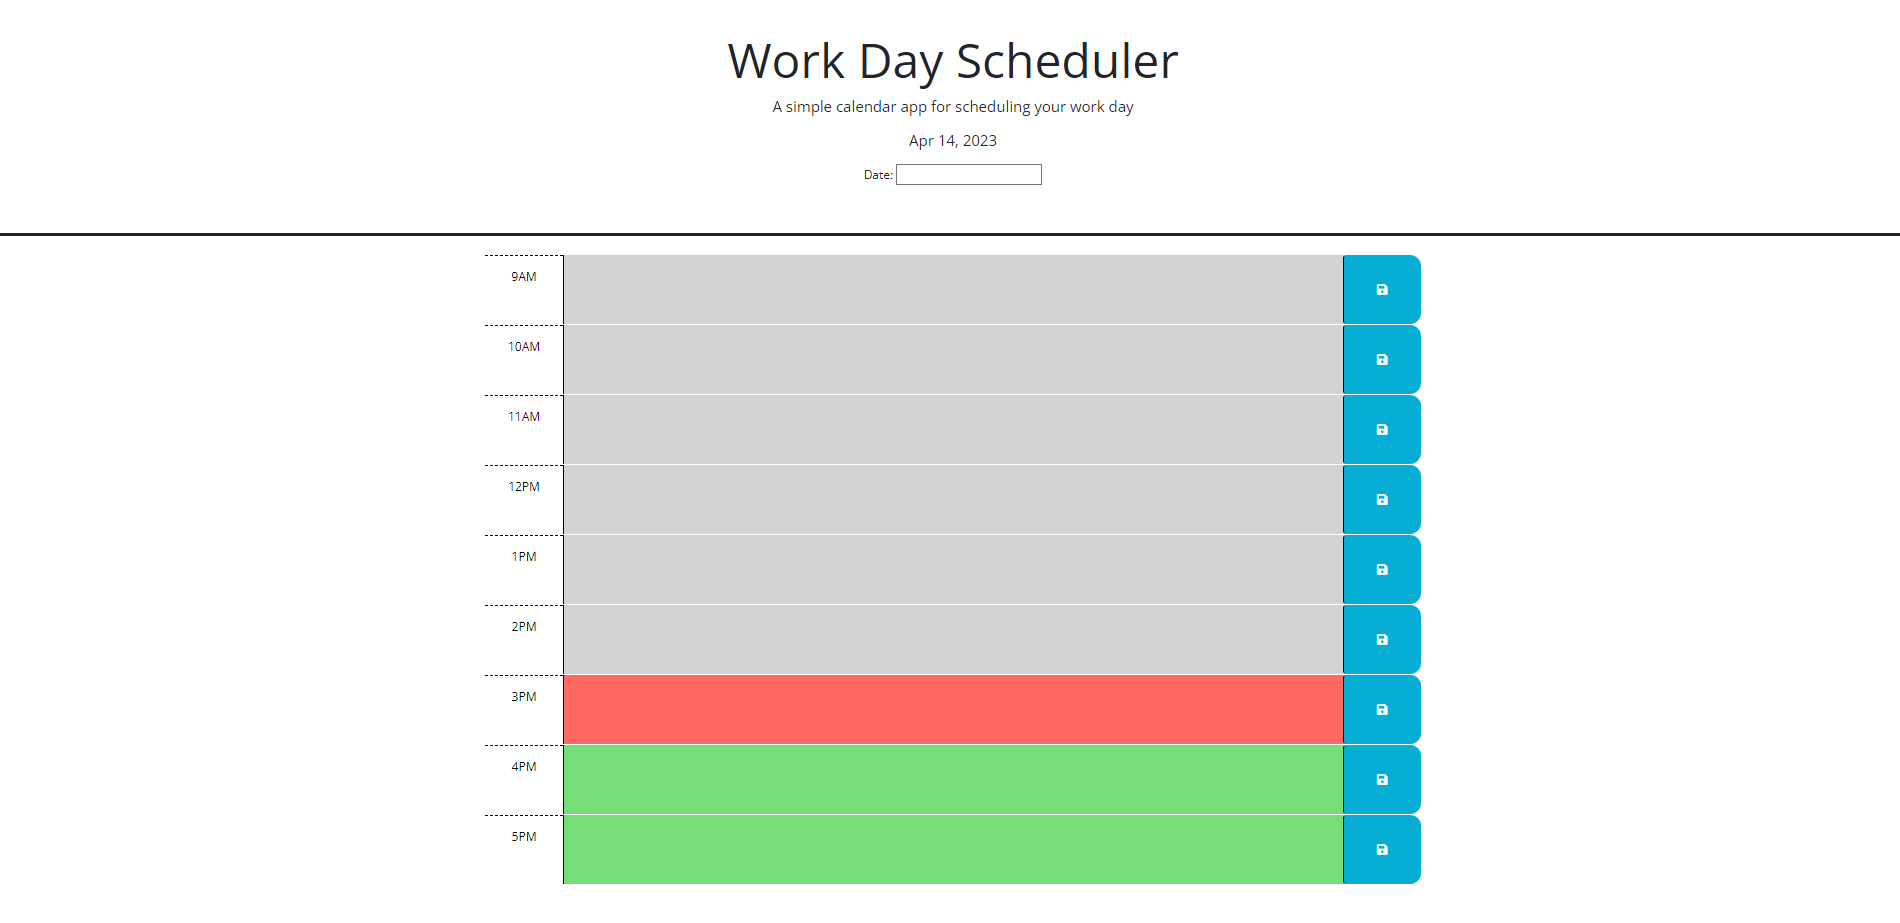 Work Day Scheduler
A simple calendar app for scheduling your work day
Apr 14, 2023
Date:
9AM
10AM
11AM
12PM
1PM
2PM
3PM
4PM
5PM